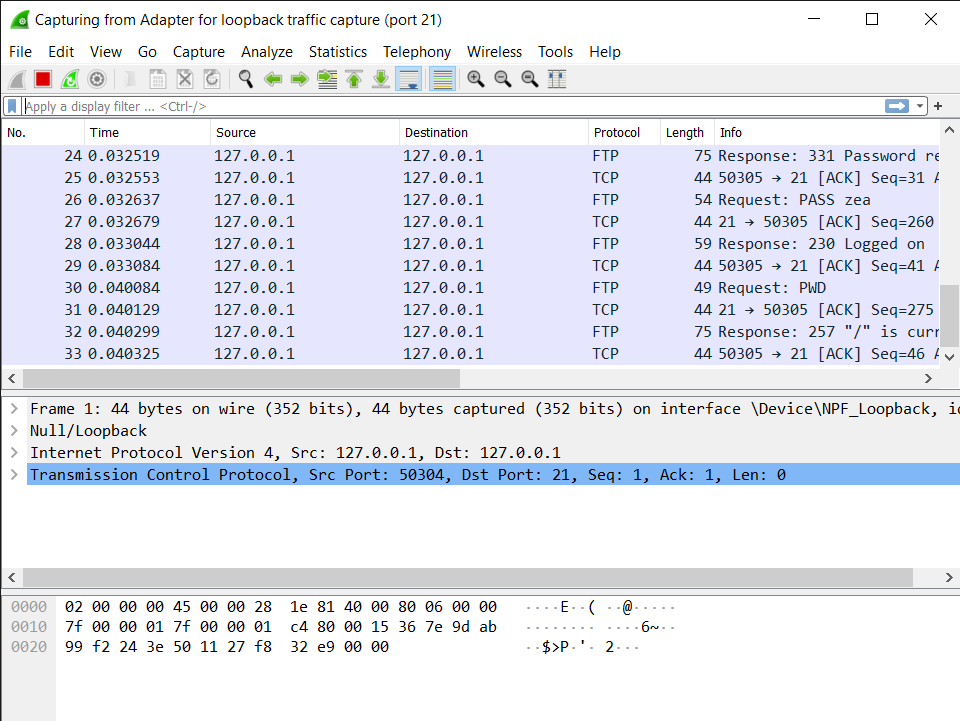 Capturing from Adapter for loopback traffic capture (port 21)
File Edit View Go Capture Analyze Statistics Telephony Wireless Tools Help
Apply a display filter ... <Ctrl-/>
No. Time Source Destination Protocol Length Info
24 0.032519 127.0.0.1 127.0.0.1 FTP 75 Response: 331 Password re
25 0.032553 127.0.0.1 127.0.0.1 TCP 44 50305 → 21 [ACK] Seq=31 A
26 0.032637 127.0.0.1 127.0.0.1 FTP 54 Request: PASS zea
27 0.032679 127.0.0.1 127.0.0.1 TCP 44 21 → 50305 [ACK] Seq=260
28 0.033044 127.0.0.1 127.0.0.1 FTP 59 Response: 230 Logged on
29 0.033084 127.0.0.1 127.0.0.1 TCP 44 50305 → 21 [ACK] Seq=41 A
30 0.040084 127.0.0.1 127.0.0.1 FTP 49 Request: PWD
31 0.040129 127.0.0.1 127.0.0.1 TCP 44 21 → 50305 [ACK] Seq=275
32 0.040299 127.0.0.1 127.0.0.1 FTP 75 Response: 257 "/" is curr
33 0.040325 127.0.0.1 127.0.0.1 TCP 44 50305 → 21 [ACK] Seq=46 A
Frame 1: 44 bytes on wire (352 bits), 44 bytes captured (352 bits) on interface \Device\NPF_Loopback, id
Null/Loopback
Internet Protocol Version 4, Src: 127.0.0.1, Dst: 127.0.0.1
Transmission Control Protocol, Src Port: 50304, Dst Port: 21, Seq: 1, Ack: 1, Len: 0
0000 02 00 00 00 45 00 00 28 1e 81 40 00 80 06 00 00 ····E··( ··@·····
0010 7f 00 00 01 7f 00 00 01 c4 80 00 15 36 7e 9d ab ········ ····6~··
0020 99 f2 24 3e 50 11 27 f8 32 e9 00 00 ··$>P·'· 2···